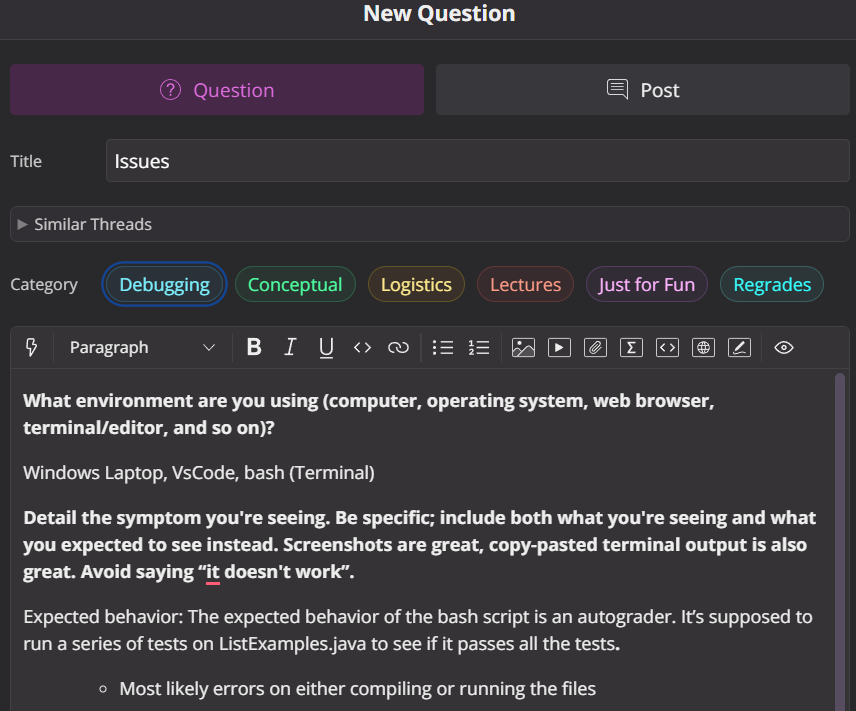 New Question
Question
Post
Title
Issues
Similar Threads
Category
Debugging
Conceptual
Logistics
Lectures
Just for Fun
Regrades
Paragraph
B I U
What environment are you using (computer, operating system, web browser,
terminal/editor, and so on)?
Windows Laptop, VsCode, bash (Terminal)
Detail the symptom you're seeing. Be specific; include both what you're seeing and what
you expected to see instead. Screenshots are great, copy-pasted terminal output is also
great. Avoid saying “it doesn't work”.
Expected behavior: The expected behavior of the bash script is an autograder. It’s supposed to
run a series of tests on ListExamples.java to see if it passes all the tests.
Most likely errors on either compiling or running the files